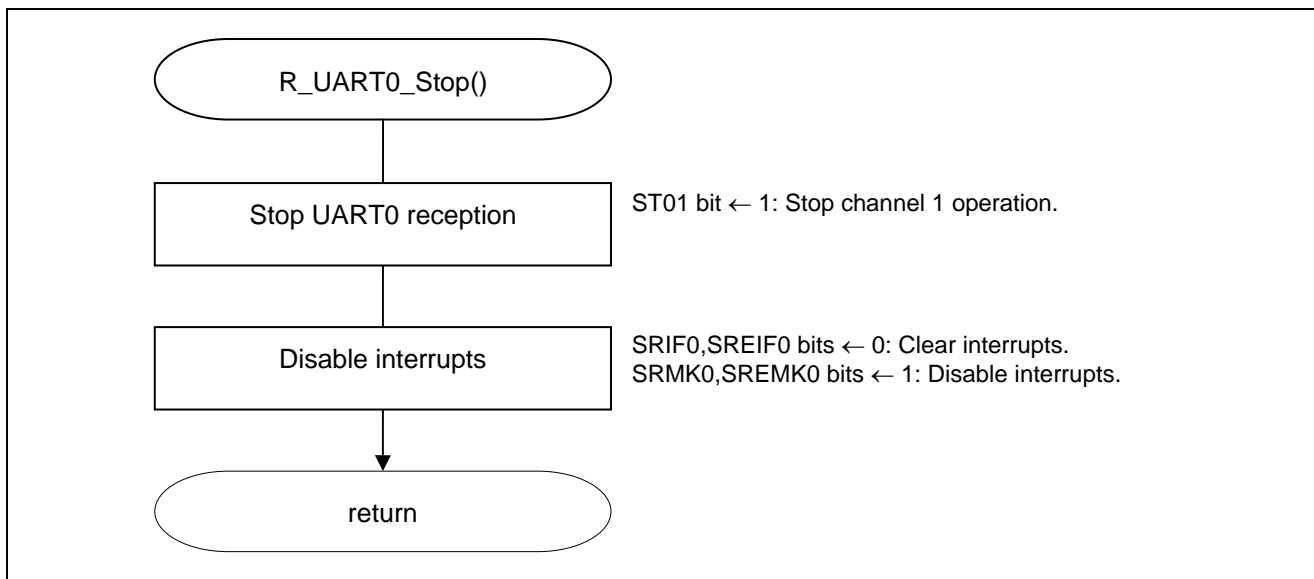 R_UART0_Stop()
Stop UART0 reception
ST01 bit ← 1: Stop channel 1 operation.
Disable interrupts
SRIF0,SREIF0 bits ← 0: Clear interrupts.
SRMK0,SREMK0 bits ← 1: Disable interrupts.
return